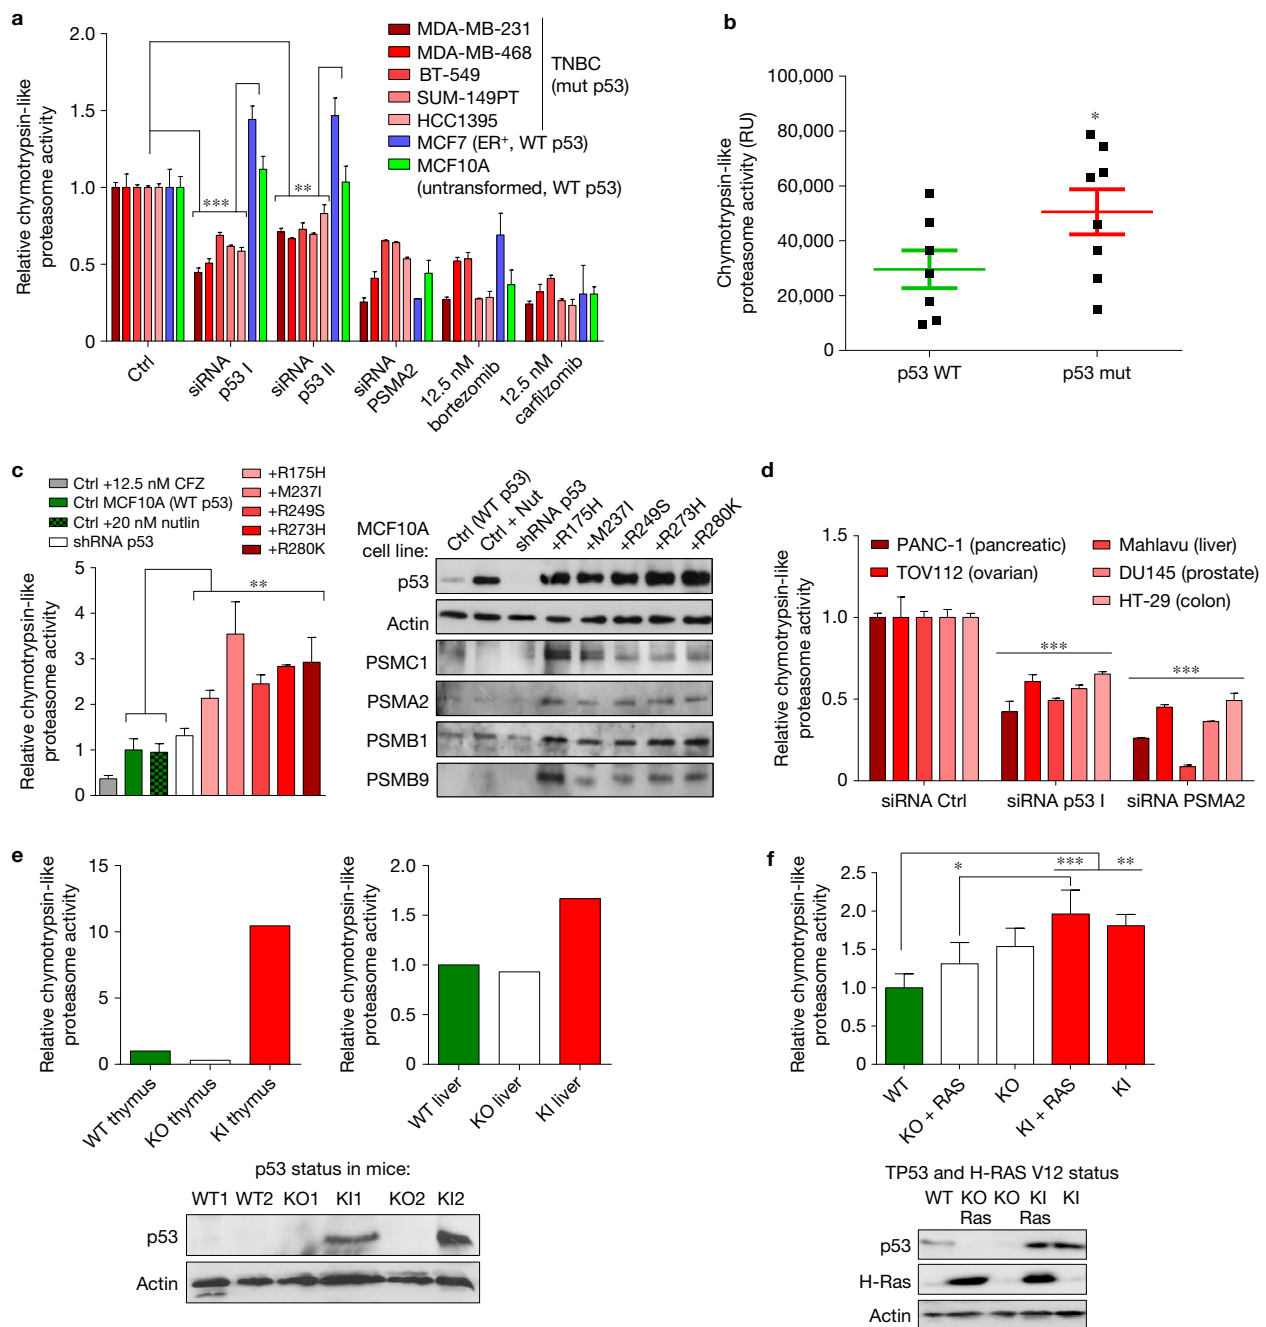 a
Relative chymotrypsin-like
proteasome activity
2.0
1.5
1.0
0.5
0
***
**
MDA-MB-231
MDA-MB-468
BT-549
SUM-149PT
HCC1395
TNBC
(mut p53)
MCF7 (ER+, WT p53)
MCF10A
(untransformed, WT p53)
Ctrl
siRNA
p53 I
siRNA
p53 II
siRNA
PSMA2
12.5 nM
bortezomib
12.5 nM
carfilzomib
b
Chymotrypsin-like
proteasome activity (RU)
100,000
80,000
60,000
40,000
20,000
0
*
p53 WT
p53 mut
c
Ctrl +12.5 nM CFZ
Ctrl MCF10A (WT p53)
Ctrl +20 nM nutlin
shRNA p53
+R175H
+M237I
+R249S
+R273H
+R280K
Relative chymotrypsin-like
proteasome activity
5
4
3
2
1
0
**
MCF10A
cell line:
Ctrl (WT p53)
Ctrl + Nut
shRNA p53
+R175H
+M237I
+R249S
+R273H
+R280K
p53
Actin
PSMC1
PSMA2
PSMB1
PSMB9
d
PANC-1 (pancreatic)
TOV112 (ovarian)
Mahlavu (liver)
DU145 (prostate)
HT-29 (colon)
Relative chymotrypsin-like
proteasome activity
1.5
1.0
0.5
0
***
***
siRNA Ctrl
siRNA p53 I
siRNA PSMA2
e
Relative chymotrypsin-like
proteasome activity
15
10
5
0
WT thymus
KO thymus
KI thymus
Relative chymotrypsin-like
proteasome activity
2.0
1.5
1.0
0.5
0
WT liver
KO liver
KI liver
p53 status in mice:
WT1 WT2 KO1 KI1 KO2 KI2
p53
Actin
f
Relative chymotrypsin-like
proteasome activity
2.5
2.0
1.5
1.0
0.5
0
*
***
**
WT
KO + RAS
KO
KI + RAS
KI
TP53 and H-RAS V12 status
WT KO KO KI KI
Ras Ras
p53
H-Ras
Actin